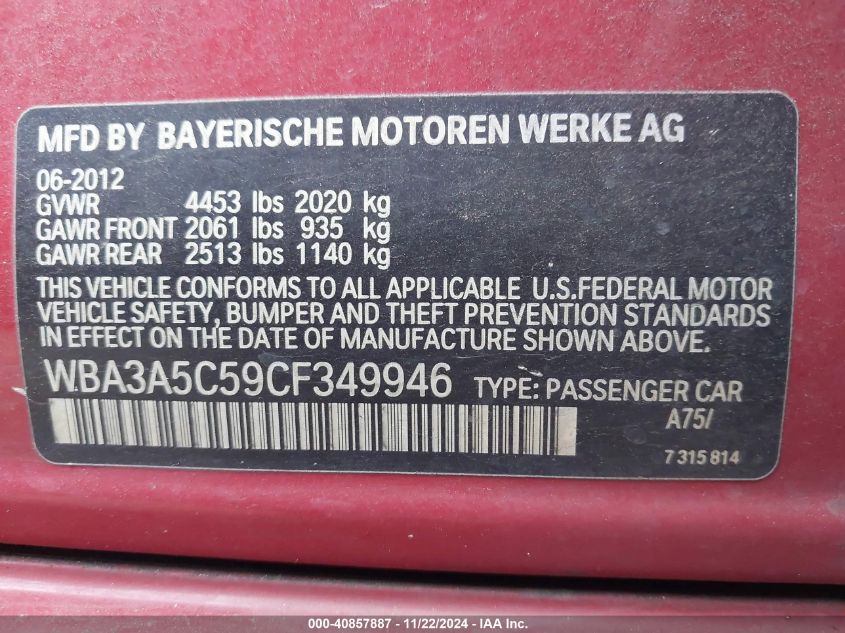 MFD BY BAYERISCHE MOTOREN WERKE AG
06-2012
GVWR 4453 lbs 2020 kg
GAWR FRONT 2061 lbs 935 kg
GAWR REAR 2513 lbs 1140 kg
THIS VEHICLE CONFORMS TO ALL APPLICABLE U.S.FEDERAL MOTOR
VEHICLE SAFETY, BUMPER AND THEFT PREVENTION STANDARDS
IN EFFECT ON THE DATE OF MANUFACTURE SHOWN ABOVE.
WBA3A5C59CF349946 TYPE: PASSENGER CAR
A75/
7 315 814
000-40857887 - 11/22/2024 - IAA Inc.